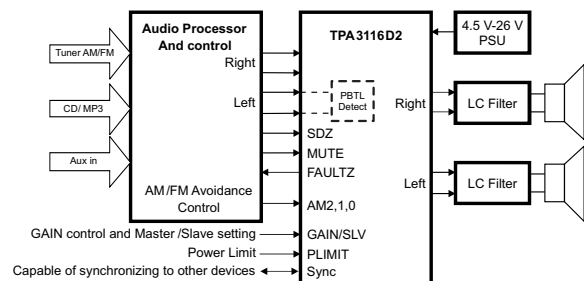 Audio Processor
And control
TPA3116D2
4.5 V-26 V
PSU
Tuner AM/FM
Right
PBTL
Detect
Right
LC Filter
CD/ MP3
Left
SDZ
MUTE
Aux in
FAULTZ
Left
LC Filter
AM /FM Avoidance
Control
AM2,1,0
GAIN control and Master /Slave setting
GAIN/SLV
Power Limit
PLIMIT
Capable of synchronizing to other devices
Sync